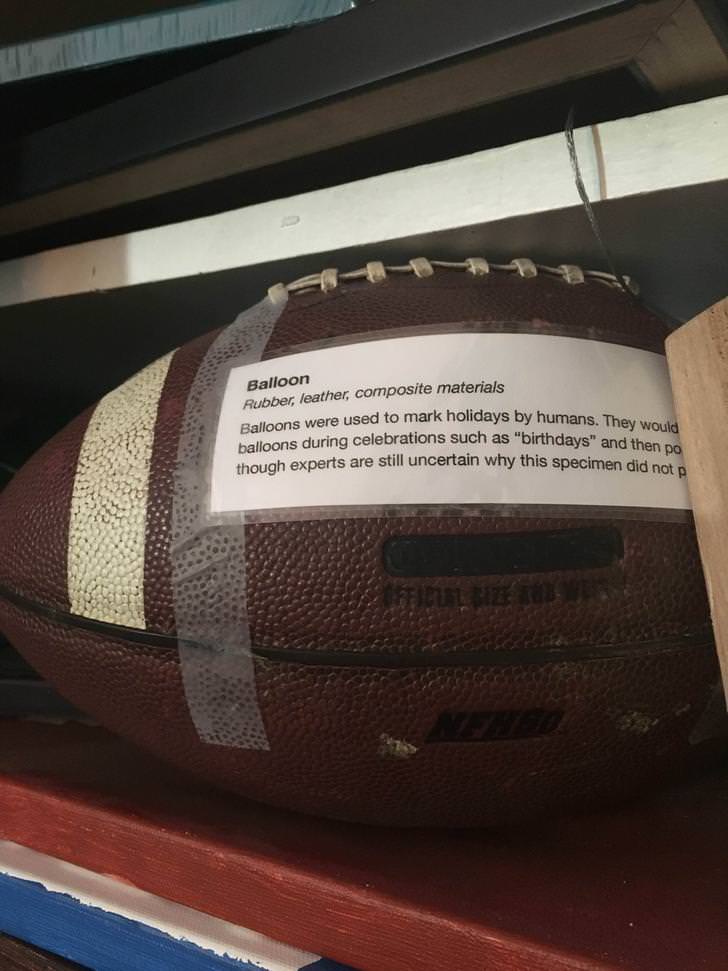 Balloon
Rubber, leather, composite materials
Balloons were used to mark holidays by humans. They would
balloons during celebrations such as "birthdays" and then po
though experts are still uncertain why this specimen did not p
OFFICIAL SIZE AND